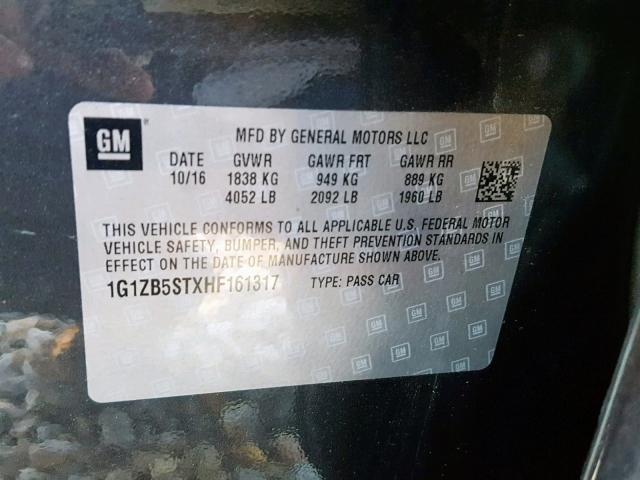 GM
MFD BY GENERAL MOTORS LLC
DATE GVWR GAWR FRT GAWR RR
10/16 1838 KG 949 KG 889 KG
4052 LB 2092 LB 1960 LB
THIS VEHICLE CONFORMS TO ALL APPLICABLE U.S. FEDERAL MOTOR
VEHICLE SAFETY, BUMPER, AND THEFT PREVENTION STANDARDS IN
EFFECT ON THE DATE OF MANUFACTURE SHOWN ABOVE.
1G1ZB5STXHF161317 TYPE: PASS CAR